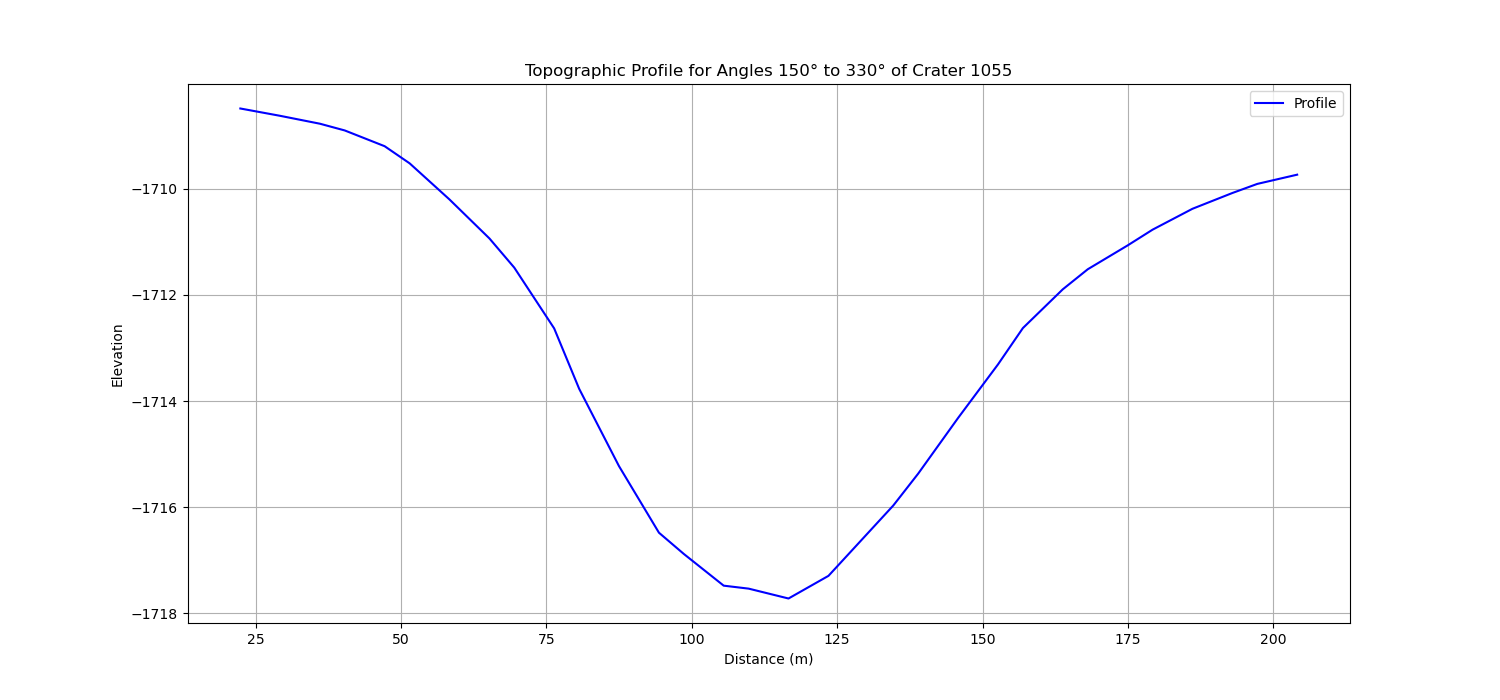 Topographic Profile for Angles 150° to 330° of Crater 1055
Profile
−1710
−1712
−1714
−1716
−1718
Elevation
25 50 75 100 125 150 175 200
Distance (m)